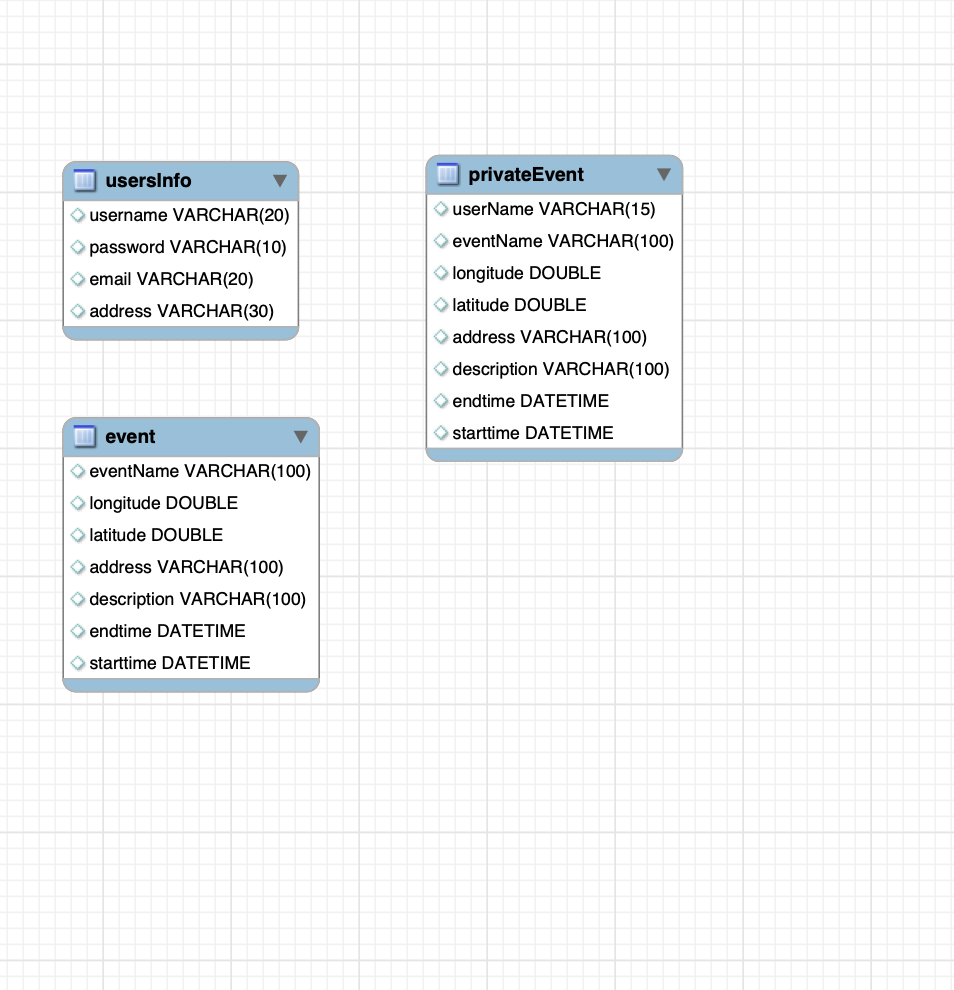 usersInfo
username VARCHAR(20)
password VARCHAR(10)
email VARCHAR(20)
address VARCHAR(30)
privateEvent
userName VARCHAR(15)
eventName VARCHAR(100)
longitude DOUBLE
latitude DOUBLE
address VARCHAR(100)
description VARCHAR(100)
endtime DATETIME
starttime DATETIME
event
eventName VARCHAR(100)
longitude DOUBLE
latitude DOUBLE
address VARCHAR(100)
description VARCHAR(100)
endtime DATETIME
starttime DATETIME